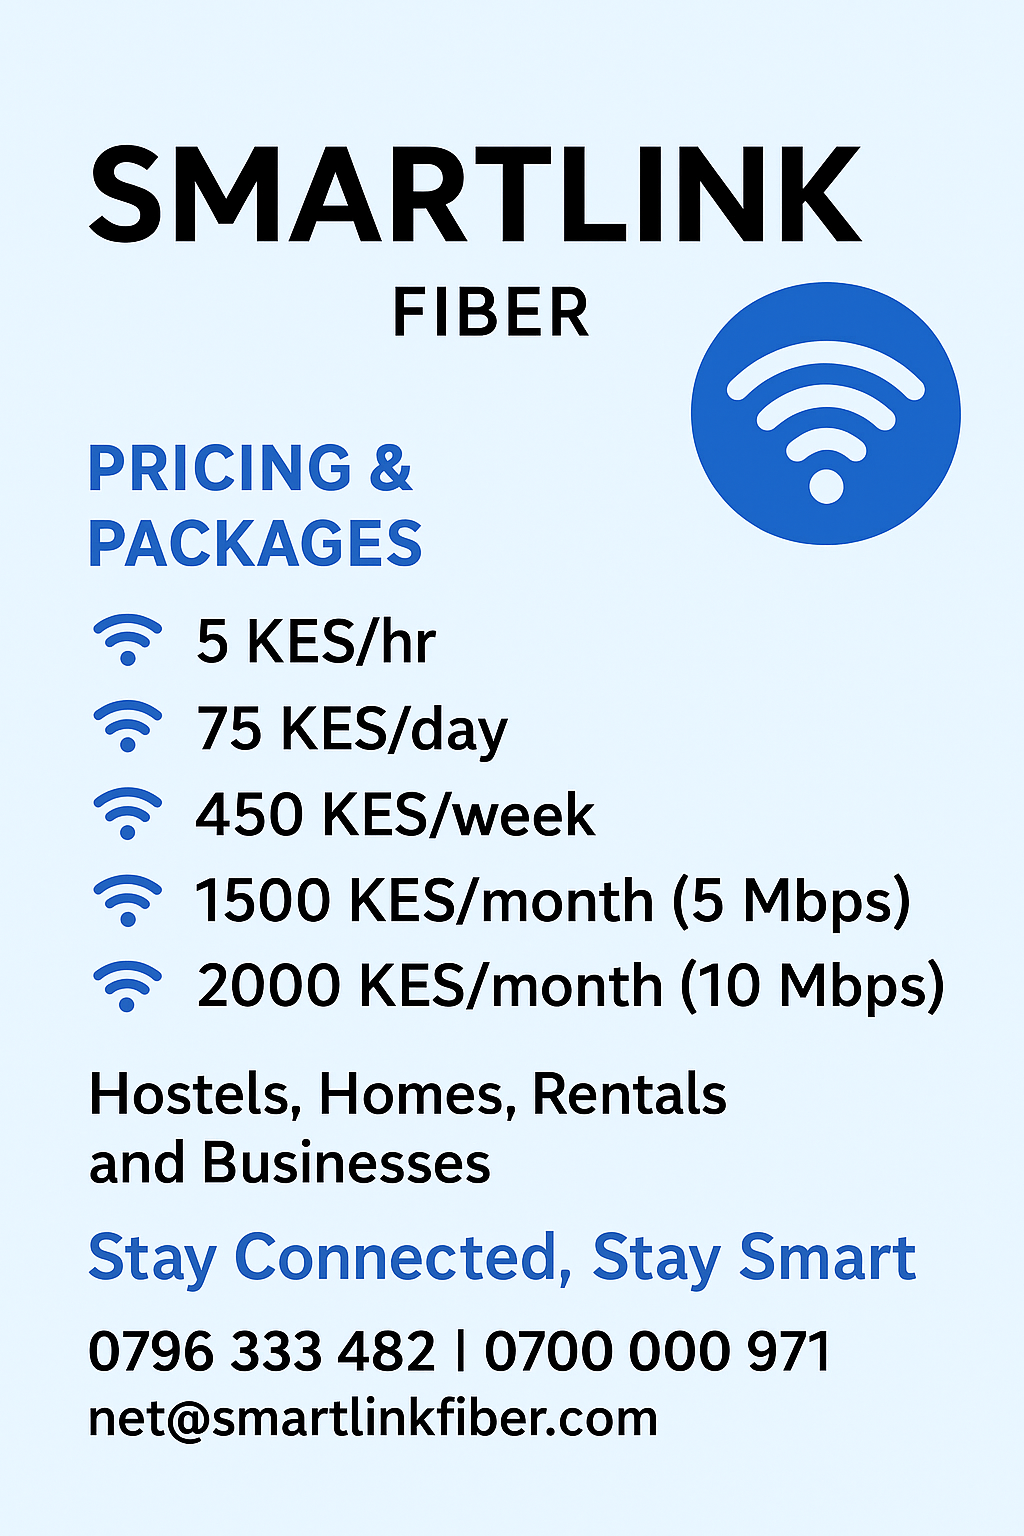 SMARTLINK
FIBER
PRICING &
PACKAGES
5 KES/hr
75 KES/day
450 KES/week
1500 KES/month (5 Mbps)
2000 KES/month (10 Mbps)
Hostels, Homes, Rentals
and Businesses
Stay Connected, Stay Smart
0796 333 482 | 0700 000 971
net@smartlinkfiber.com